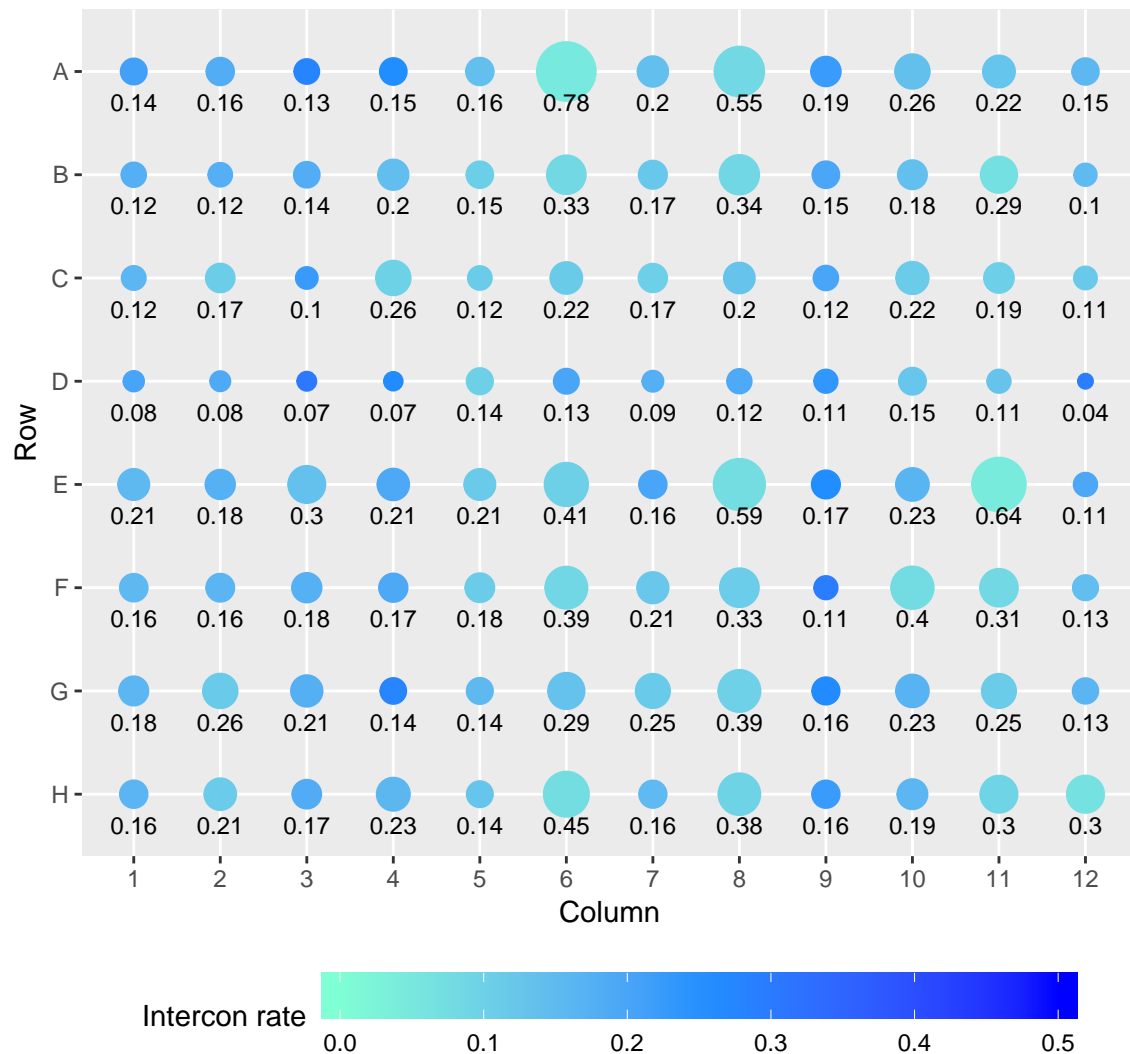 A
0.14 0.16 0.13 0.15 0.16 0.78 0.2 0.55 0.19 0.26 0.22 0.15
B
0.12 0.12 0.14 0.2 0.15 0.33 0.17 0.34 0.15 0.18 0.29 0.1
C
0.12 0.17 0.1 0.26 0.12 0.22 0.17 0.2 0.12 0.22 0.19 0.11
D
0.08 0.08 0.07 0.07 0.14 0.13 0.09 0.12 0.11 0.15 0.11 0.04
Row
E
0.21 0.18 0.3 0.21 0.21 0.41 0.16 0.59 0.17 0.23 0.64 0.11
F
0.16 0.16 0.18 0.17 0.18 0.39 0.21 0.33 0.11 0.4 0.31 0.13
G
0.18 0.26 0.21 0.14 0.14 0.29 0.25 0.39 0.16 0.23 0.25 0.13
H
0.16 0.21 0.17 0.23 0.14 0.45 0.16 0.38 0.16 0.19 0.3 0.3
1 2 3 4 5 6 7 8 9 10 11 12
Column
Intercon rate
0.0 0.1 0.2 0.3 0.4 0.5